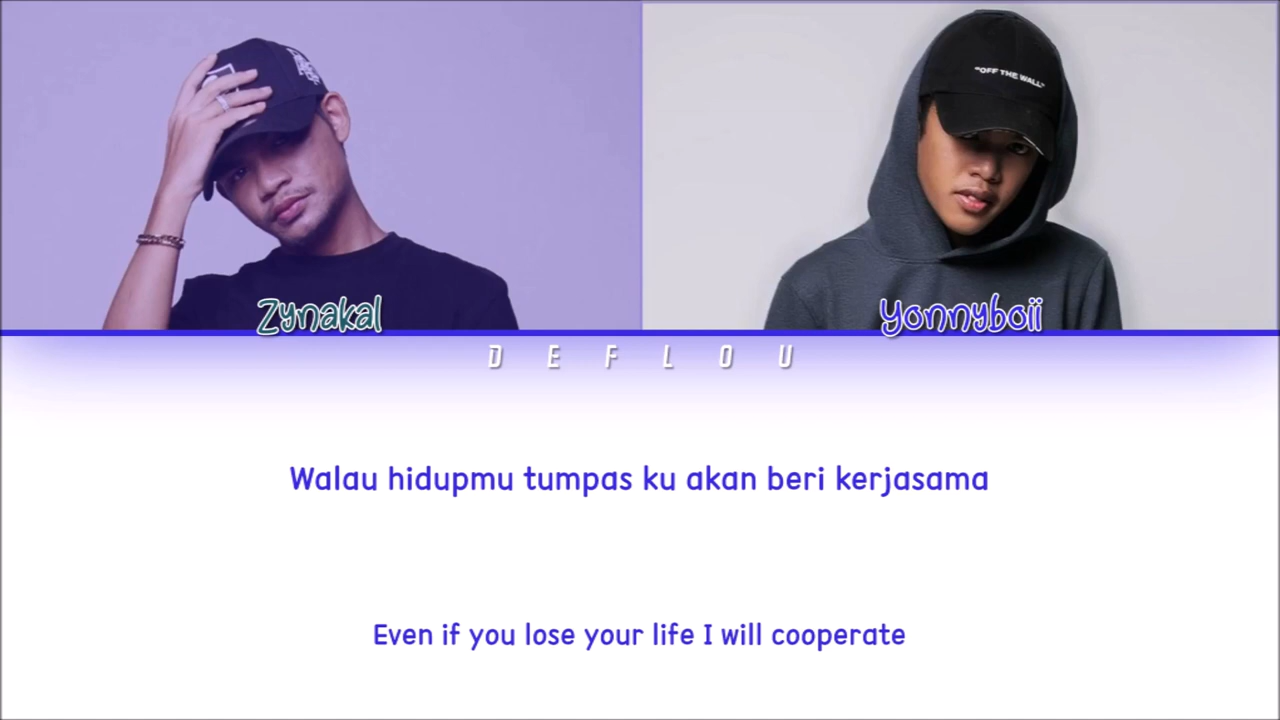 "OFF THE WALL"
Zynakal
Yonnyboii
DEFLOU
Walau hidupmu tumpas ku akan beri kerjasama
Even if you lose your life I will cooperate